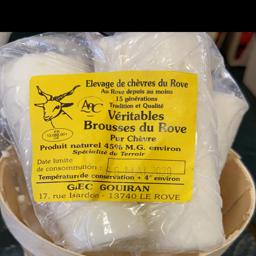 Elevage de chèvres du Rove
Au Rove depuis au moins
15 générations
Tradition et Qualité
Véritables
Brousses du Rove
Pur Chèvre
Produit naturel 45% M.G. environ
Spécialité du Terroir
Date limite
de consommation :
Température de conservation + 4° environ
GAEC GOUIRAN
17, rue Isardon - 13740 LE ROVE